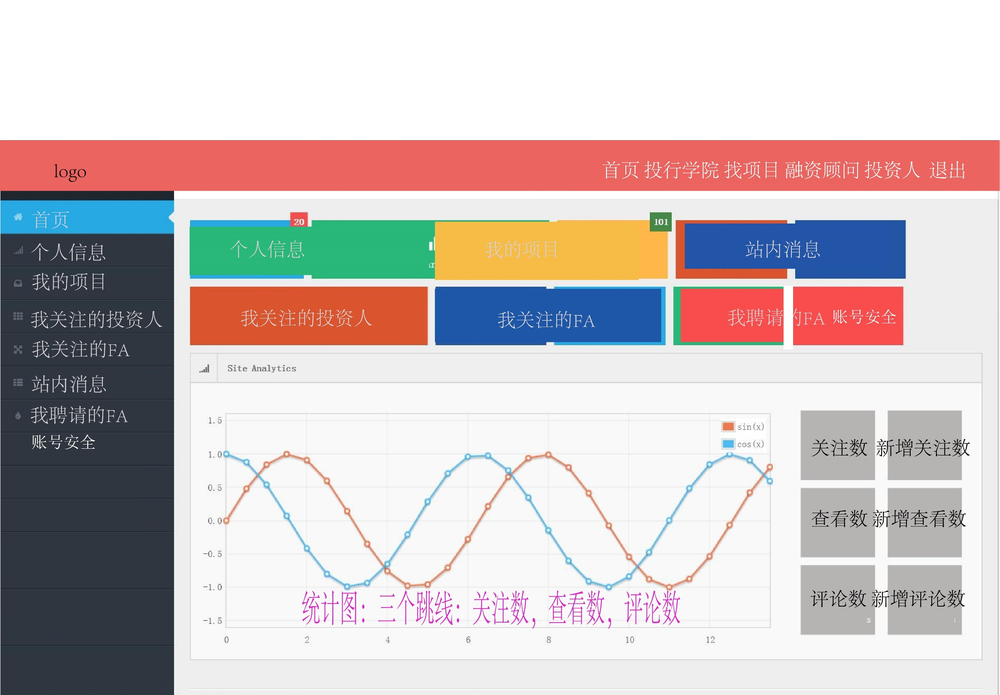 logo
首页 投行学院 找项目 融资顾问 投资人 退出
首页
个人信息
我的项目
我关注的投资人
我关注的FA
站内消息
我聘请的FA
账号安全
20
101
个人信息
我的项目
站内消息
我关注的投资人
我关注的FA
我聘请的FA 账号安全
Site Analytics
1.5
1.0
0.5
0.0
-0.5
-1.0
-1.5
sin(x)
cos(x)
统计图：三个跳线：关注数，查看数，评论数
0 2 4 6 8 10 12
关注数 新增关注数
查看数 新增查看数
评论数 新增评论数
s